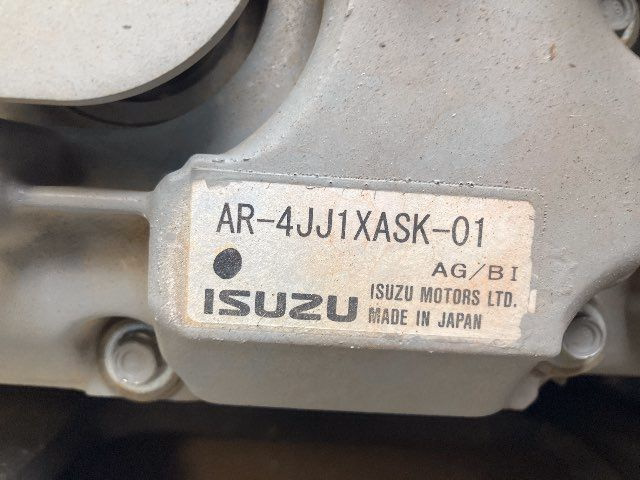 AR-4JJ1XASK-01
AG/BI
ISUZU
ISUZU MOTORS LTD.
MADE IN JAPAN